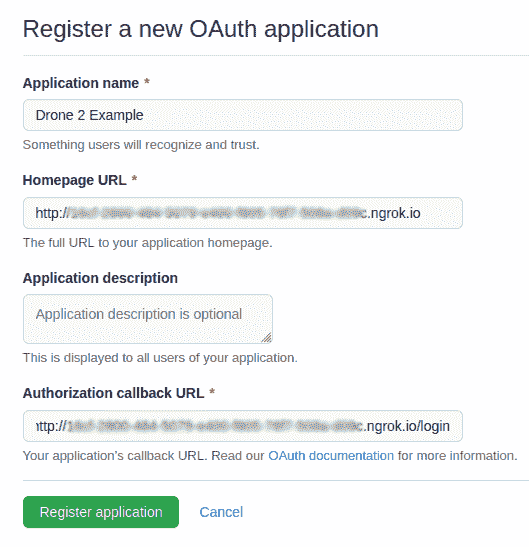 Register a new OAuth application
Application name *
Drone 2 Example
Something users will recognize and trust.
Homepage URL *
http:// c.ngrok.io
The full URL to your application homepage.
Application description
Application description is optional
This is displayed to all users of your application.
Authorization callback URL *
ttp:// c.ngrok.io/login
Your application's callback URL. Read our OAuth documentation for more information.
Register application Cancel